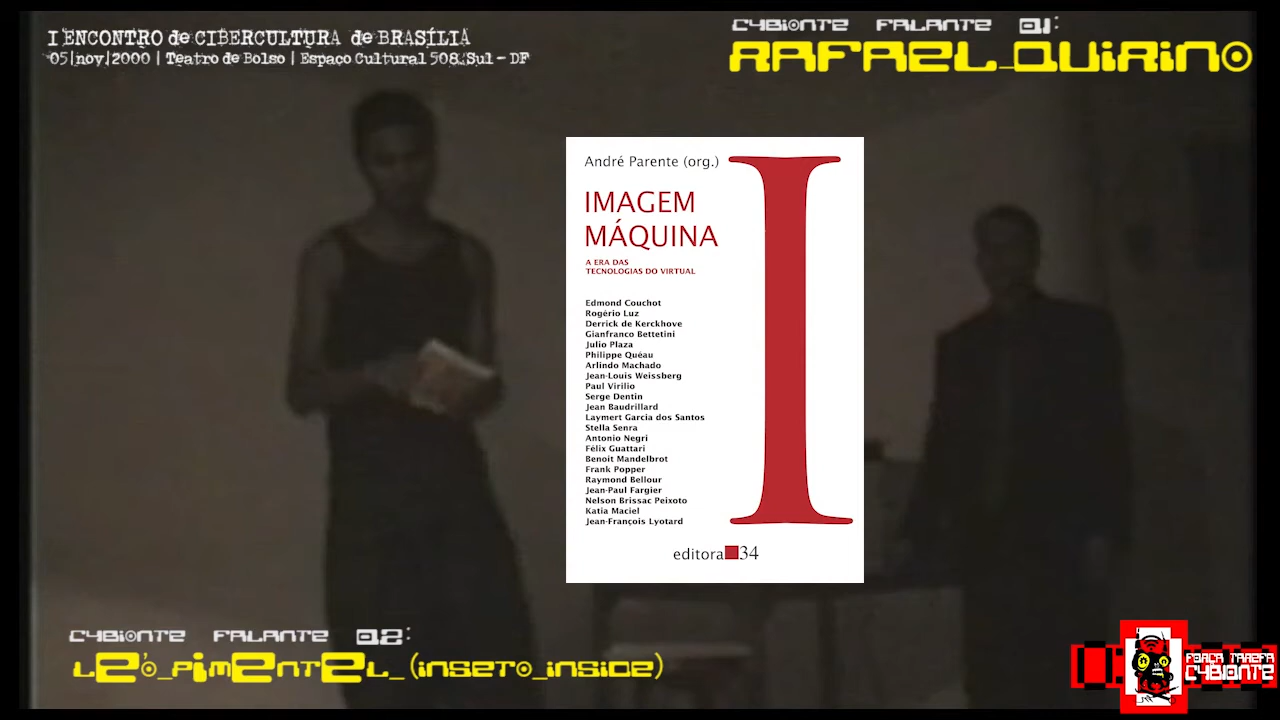 I ENCONTRO de CIBERCULTURA de BRASÍLIA
05|nov|2000 | Teatro de Bolso | Espaço Cultural 508 Sul - DF
CYBIONTE FALANTE 01:
RAFAEL_QUIRINO
André Parente (org.)
IMAGEM
MÁQUINA
A ERA DAS
TECNOLOGIAS DO VIRTUAL
Edmond Couchot
Rogério Luz
Derrick de Kerckhove
Gianfranco Bettetini
Julio Plaza
Philippe Quéau
Arlindo Machado
Jean-Louis Weissberg
Paul Virilio
Serge Dentin
Jean Baudrillard
Laymert Garcia dos Santos
Stella Senra
Antonio Negri
Félix Guattari
Benoit Mandelbrot
Frank Popper
Raymond Bellour
Jean-Paul Fargier
Nelson Brissac Peixoto
Katia Maciel
Jean-François Lyotard
I
editora 34
CYBIONTE FALANTE 02:
LEo_PIMENTEL_(INSETO_INSIDE)
FORÇA TAREFA
CYBIONTE